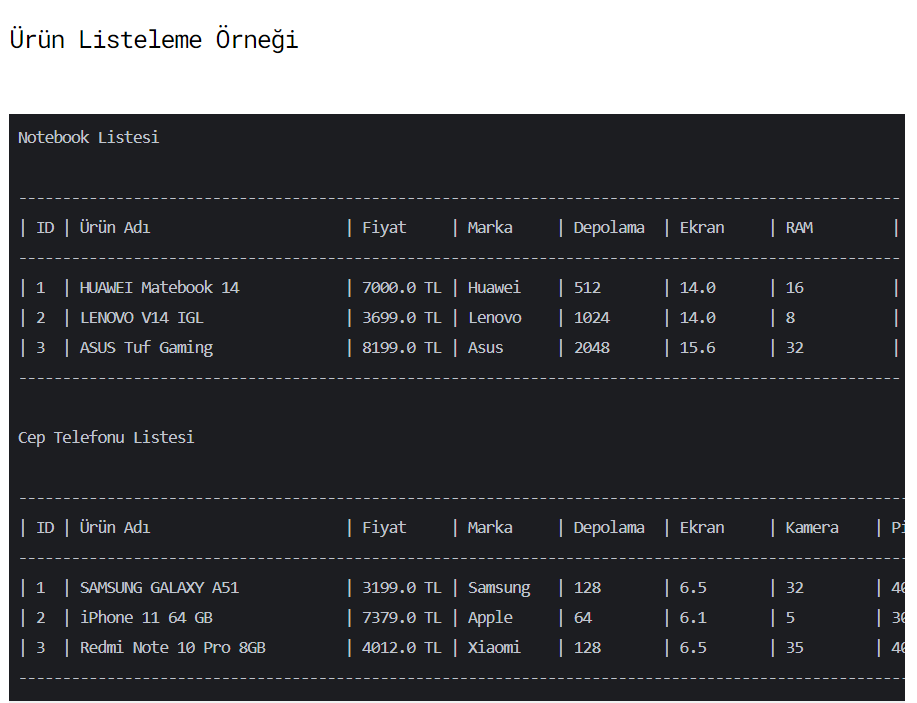 Ürün Listeleme Örneği
Notebook Listesi
----------------------------------------------------------------------------------------------------
| ID | Ürün Adı                      | Fiyat     | Marka     | Depolama  | Ekran     | RAM         |
----------------------------------------------------------------------------------------------------
| 1  | HUAWEI Matebook 14            | 7000.0 TL | Huawei    | 512       | 14.0      | 16          |
| 2  | LENOVO V14 IGL                | 3699.0 TL | Lenovo    | 1024      | 14.0      | 8           |
| 3  | ASUS Tuf Gaming               | 8199.0 TL | Asus      | 2048      | 15.6      | 32          |
----------------------------------------------------------------------------------------------------
Cep Telefonu Listesi
----------------------------------------------------------------------------------------------------
| ID | Ürün Adı                      | Fiyat     | Marka     | Depolama  | Ekran     | Kamera    |
----------------------------------------------------------------------------------------------------
| 1  | SAMSUNG GALAXY A51            | 3199.0 TL | Samsung   | 128       | 6.5       | 32        |
| 2  | iPhone 11 64 GB               | 7379.0 TL | Apple     | 64        | 6.1       | 5         |
| 3  | Redmi Note 10 Pro 8GB         | 4012.0 TL | Xiaomi    | 128       | 6.5       | 35        |
----------------------------------------------------------------------------------------------------